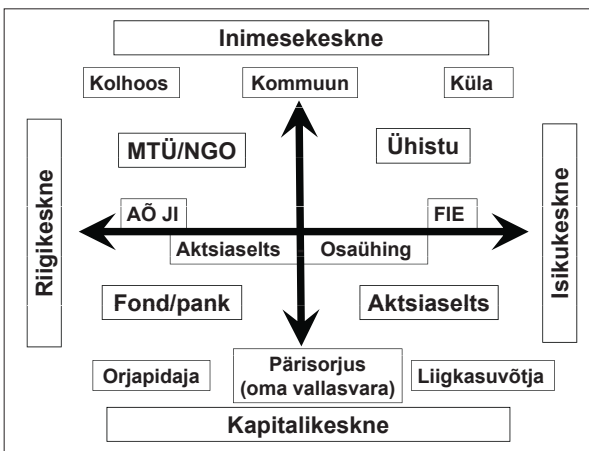 Inimesekeskne
Kolhoos
Kommuun
Küla
MTÜ/NGO
Ühistu
Riigikeskne
Isikukeskne
AÕ JI
FIE
Aktsiaselts
Osaühing
Fond/pank
Aktsiaselts
Orjapidaja
Pärisorjus
(oma vallasvara)
Liigkasuvõtja
Kapitalikeskne